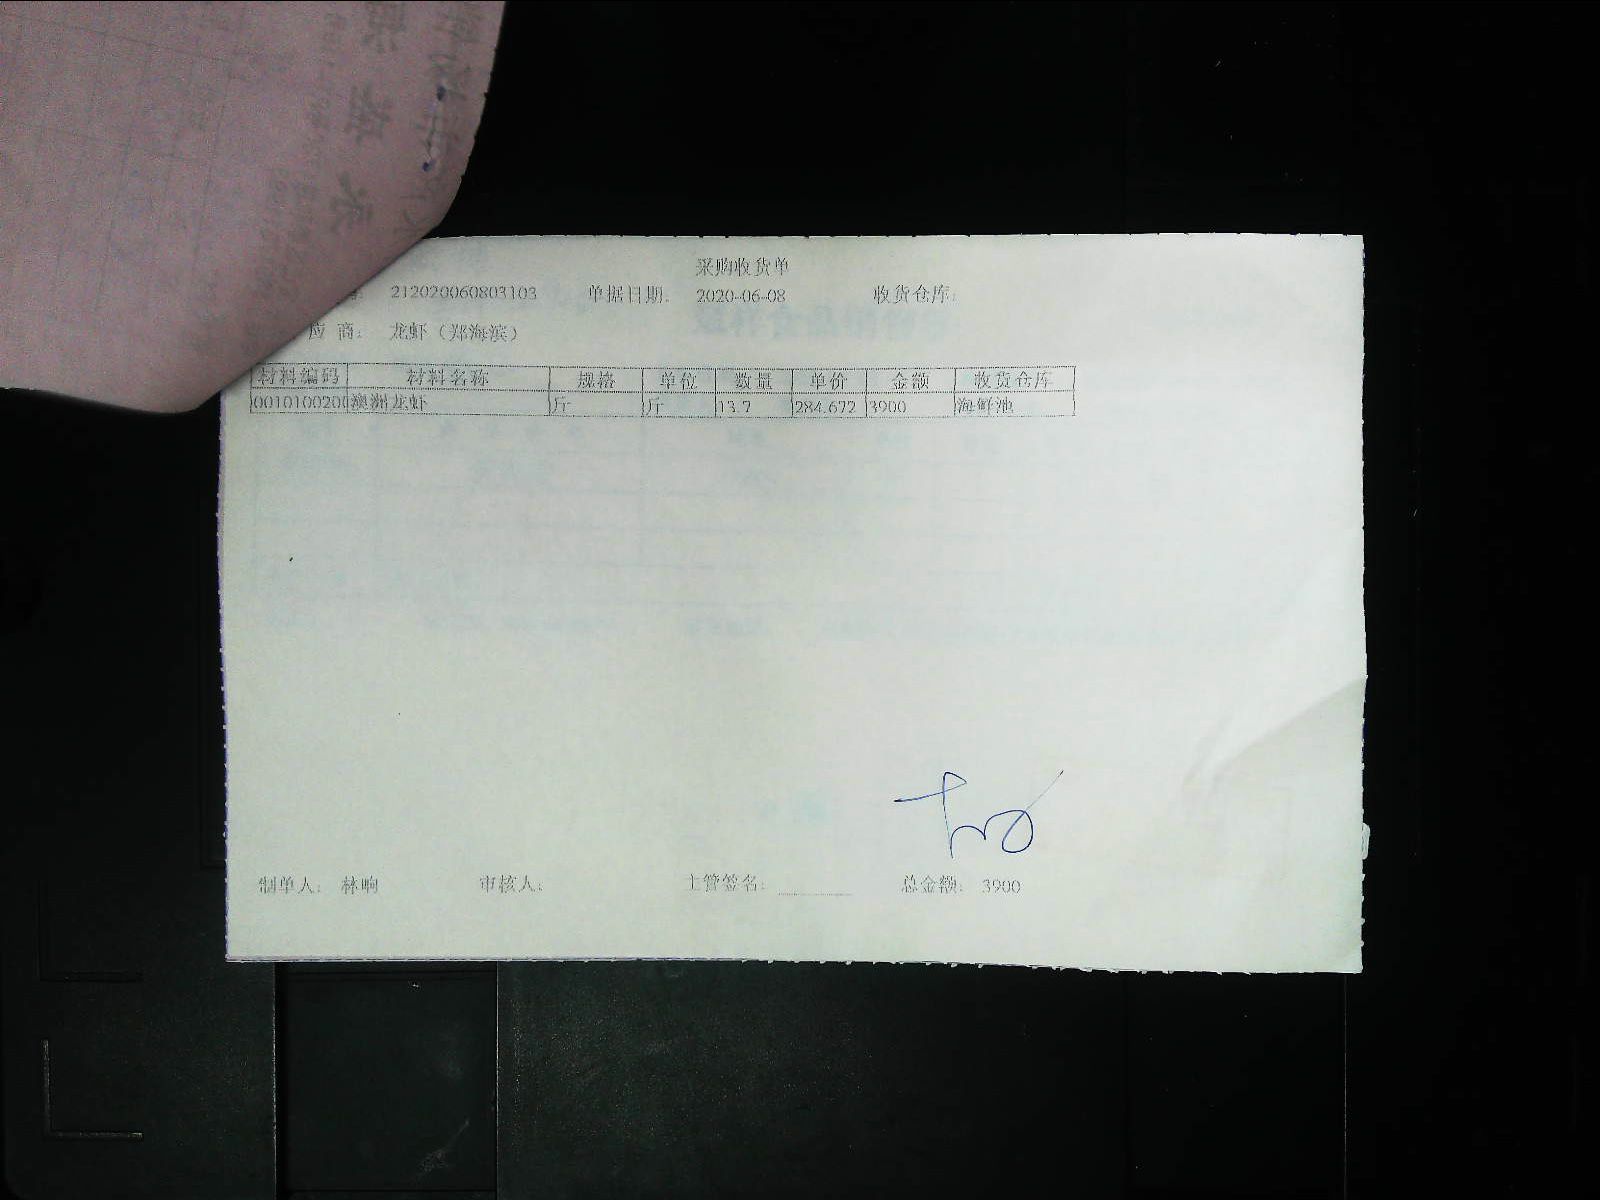 采购收货单
212020060803103 单据日期: 2020-06-08 收货仓库:
应 商: 龙虾（郑海滨）
材料编码 材料名称 规格 单位 数量 单价 金额 收货仓库
0010100200 澳洲龙虾 斤 斤 13.7 284.672 3900 海鲜池
制单人: 林响 审核人: 主管签名: 总金额: 3900